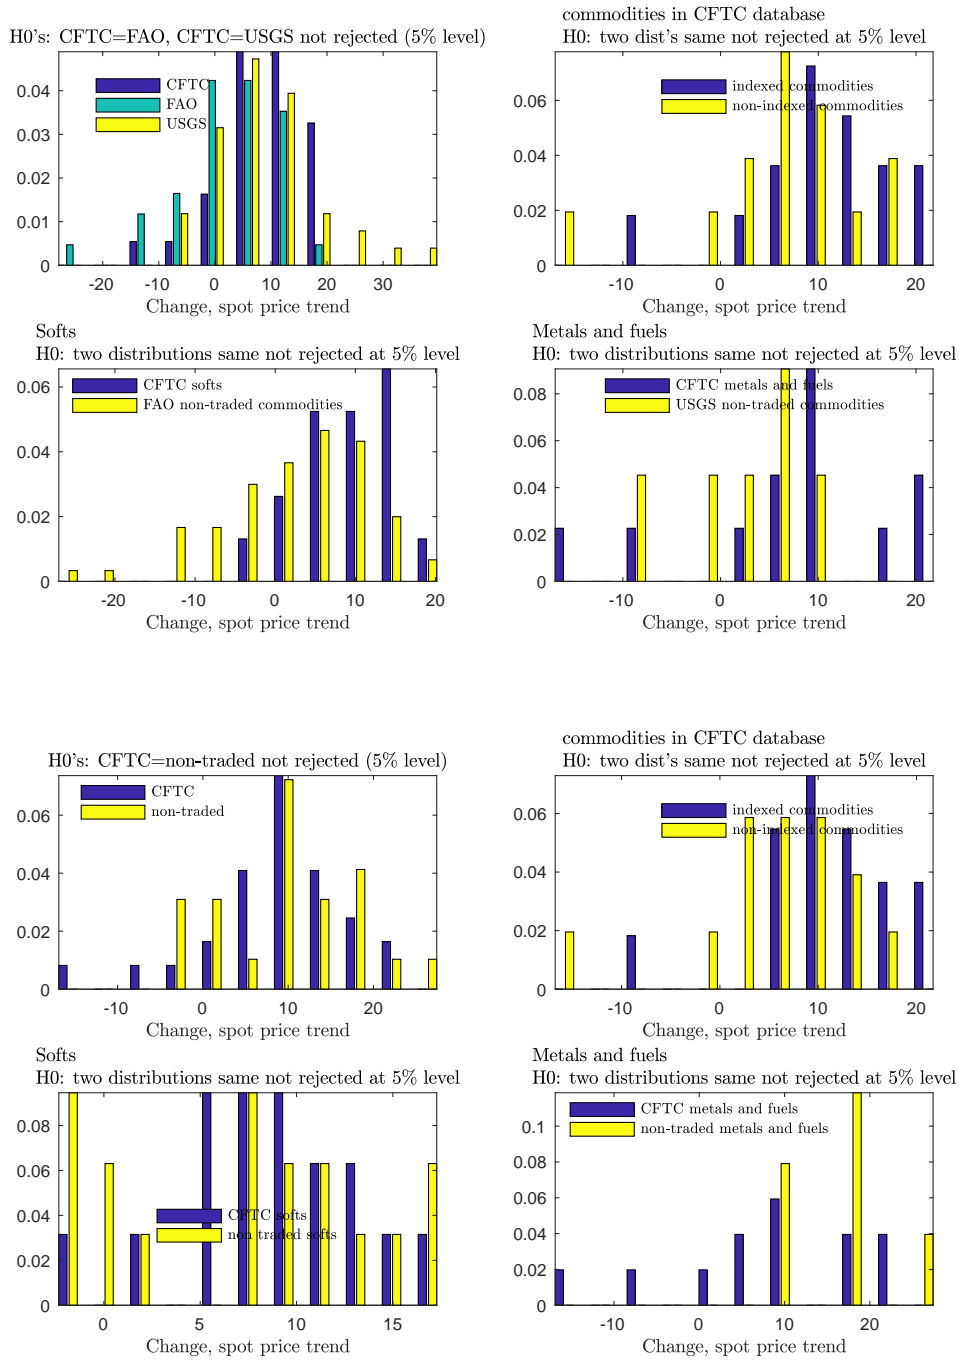 H0's: CFTC=FAO, CFTC=USGS not rejected (5% level)
CFTC
FAO
USGS
0.04
0.03
0.02
0.01
0
-20
-10
0
10
20
30
Change, spot price trend
commodities in CFTC database
H0: two dist's same not rejected at 5% level
indexed commodities
non-indexed commodities
0.06
0.04
0.02
0
-10
0
10
20
Change, spot price trend
Softs
H0: two distributions same not rejected at 5% level
CFTC softs
FAO non-traded commodities
0.06
0.04
0.02
0
-20
-10
0
10
20
Change, spot price trend
Metals and fuels
H0: two distributions same not rejected at 5% level
CFTC metals and fuels
USGS non-traded commodities
0.08
0.06
0.04
0.02
0
-10
0
10
20
Change, spot price trend
H0's: CFTC=non-traded not rejected (5% level)
CFTC
non-traded
0.06
0.04
0.02
0
-10
0
10
20
Change, spot price trend
commodities in CFTC database
H0: two dist's same not rejected at 5% level
indexed commodities
non-indexed commodities
0.06
0.04
0.02
0
-10
0
10
20
Change, spot price trend
Softs
H0: two distributions same not rejected at 5% level
CFTC softs
non traded softs
0.08
0.06
0.04
0.02
0
0
5
10
15
Change, spot price trend
Metals and fuels
H0: two distributions same not rejected at 5% level
CFTC metals and fuels
non-traded metals and fuels
0.1
0.08
0.06
0.04
0.02
0
-10
0
10
20
Change, spot price trend